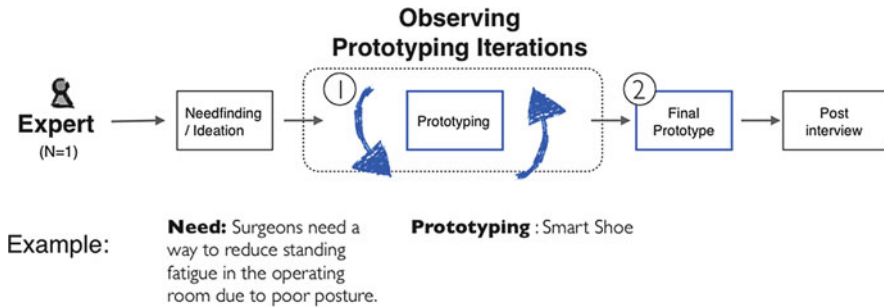 Observing
Prototyping Iterations
1
2
Expert
(N=1)
Needfinding
/ Ideation
Prototyping
Final
Prototype
Post
interview
Example:
Need: Surgeons need a
way to reduce standing
fatigue in the operating
room due to poor posture.
Prototyping : Smart Shoe